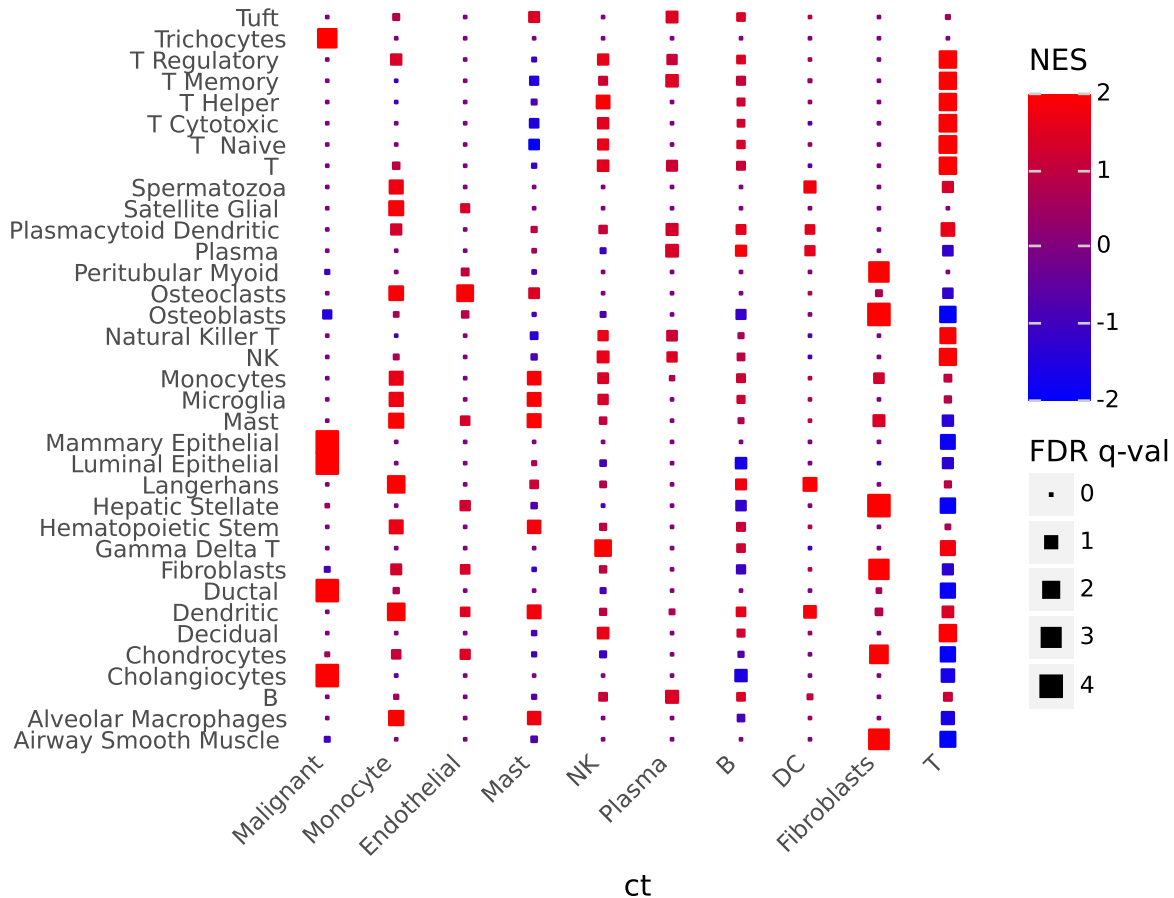 Tuft
Trichocytes
T Regulatory
T Memory
T Helper
T Cytotoxic
T  Naive
T
Spermatozoa
Satellite Glial
Plasmacytoid Dendritic
Plasma
Peritubular Myoid
Osteoclasts
Osteoblasts
Natural Killer T
NK
Monocytes
Microglia
Mast
Mammary Epithelial
Luminal Epithelial
Langerhans
Hepatic Stellate
Hematopoietic Stem
Gamma Delta T
Fibroblasts
Ductal
Dendritic
Decidual
Chondrocytes
Cholangiocytes
B
Alveolar Macrophages
Airway Smooth Muscle
Malignant
Monocyte
Endothelial
Mast
NK
Plasma
B
DC
Fibroblasts
T
ct
NES
2
1
0
-1
-2
FDR q-val
0
1
2
3
4